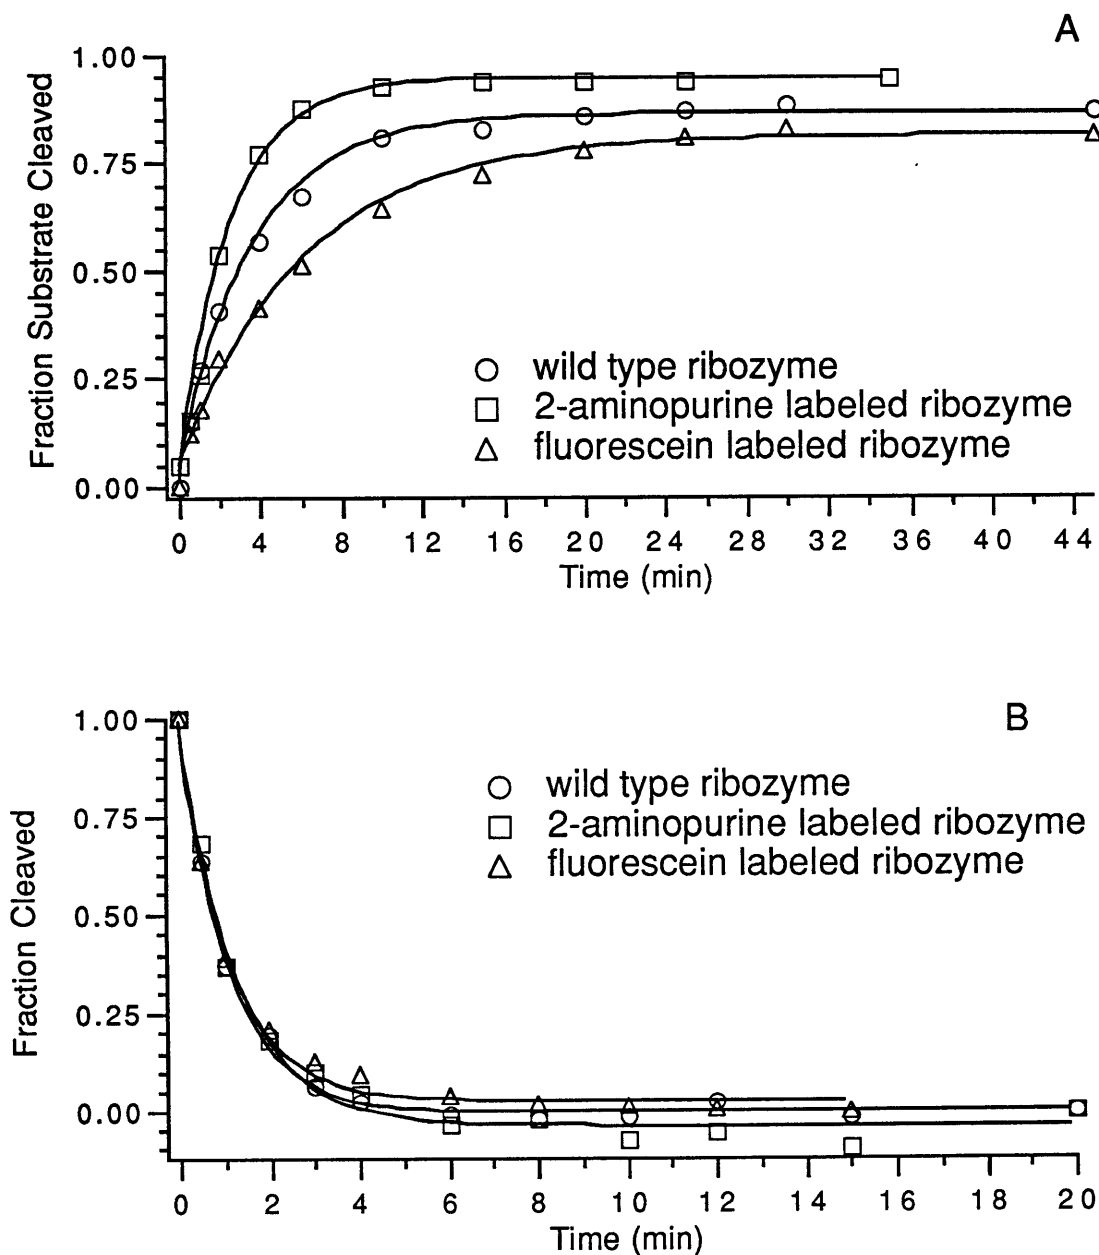 A
1.00
0.75
0.50
0.25
0.00
Fraction Substrate Cleaved
wild type ribozyme
2-aminopurine labeled ribozyme
fluorescein labeled ribozyme
0 4 8 12 16 20 24 28 32 36 40 44
Time (min)
B
1.00
0.75
0.50
0.25
0.00
Fraction Cleaved
wild type ribozyme
2-aminopurine labeled ribozyme
fluorescein labeled ribozyme
0 2 4 6 8 10 12 14 16 18 20
Time (min)